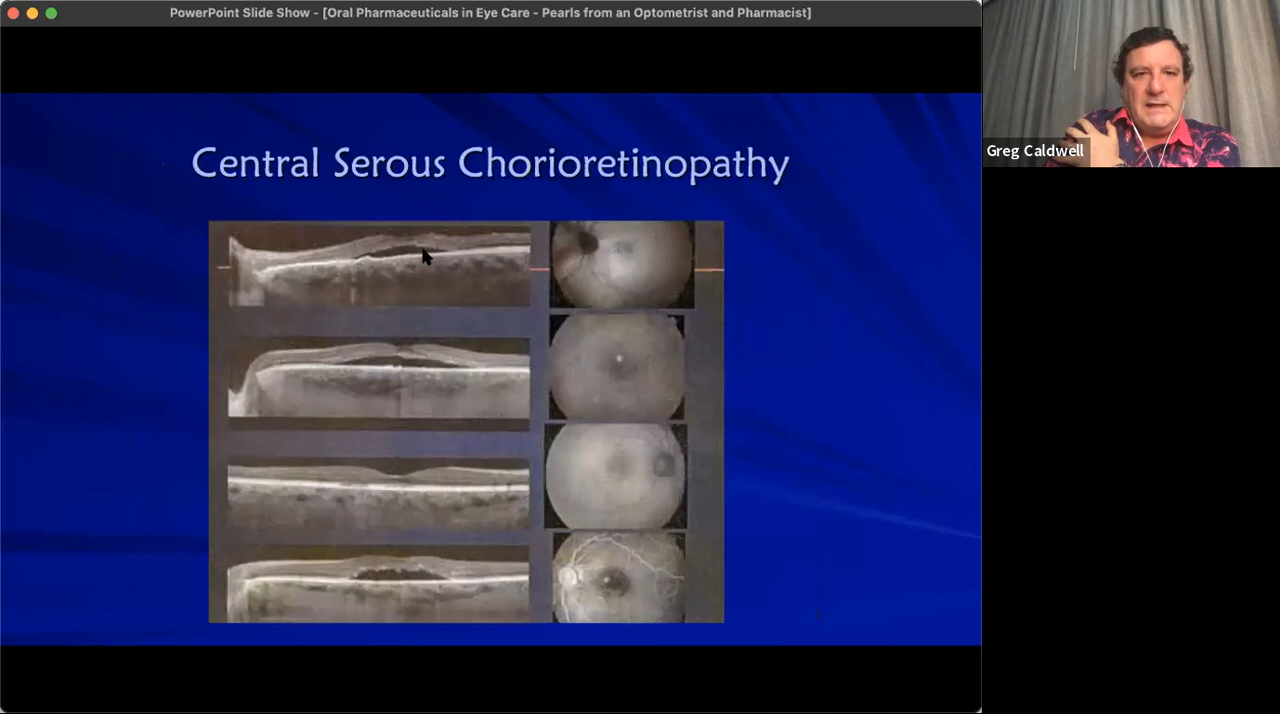 PowerPoint Slide Show - [Oral Pharmaceuticals in Eye Care - Pearls from an Optometrist and Pharmacist]
Central Serous Chorioretinopathy
Greg Caldwell